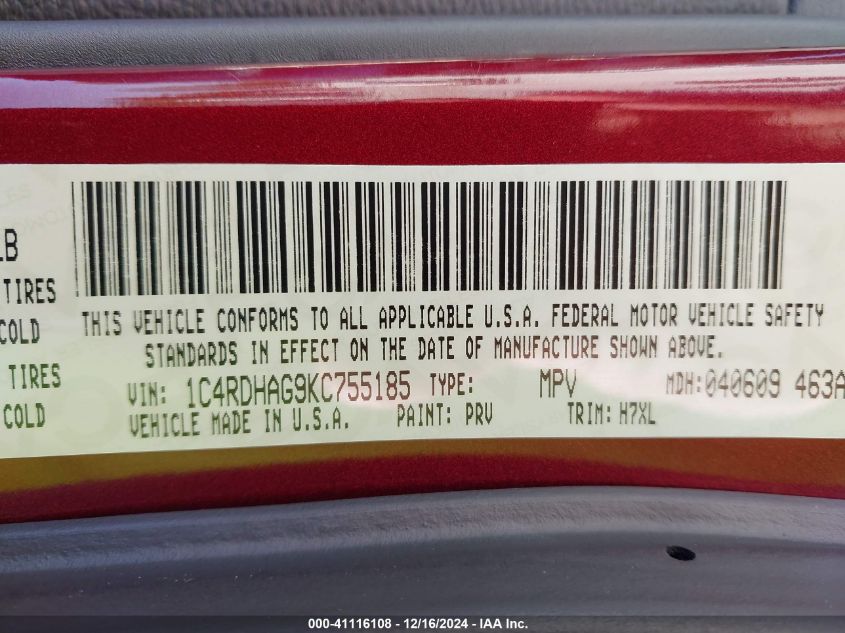 LB
TIRES
COLD
TIRES
COLD
THIS VEHICLE CONFORMS TO ALL APPLICABLE U.S.A. FEDERAL MOTOR VEHICLE SAFETY
STANDARDS IN EFFECT ON THE DATE OF MANUFACTURE SHOWN ABOVE.
VIN: 1C4RDHAG9KC755185 TYPE: MPV MDH:040609 463A
VEHICLE MADE IN U.S.A. PAINT: PRV TRIM: H7XL
000-41116108 - 12/16/2024 - IAA Inc.